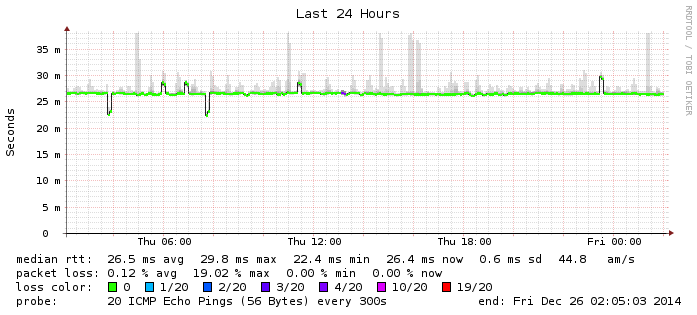 Last 24 Hours
RRDTOOL / TOBI OETIKER
Seconds
35 m
30 m
25 m
20 m
15 m
10 m
5 m
0
Thu 06:00 Thu 12:00 Thu 18:00 Fri 00:00
median rtt: 26.5 ms avg 29.8 ms max 22.4 ms min 26.4 ms now 0.6 ms sd 44.8 am/s
packet loss: 0.12 % avg 19.02 % max 0.00 % min 0.00 % now
loss color: 0 1/20 2/20 3/20 4/20 10/20 19/20
probe: 20 ICMP Echo Pings (56 Bytes) every 300s end: Fri Dec 26 02:05:03 2014